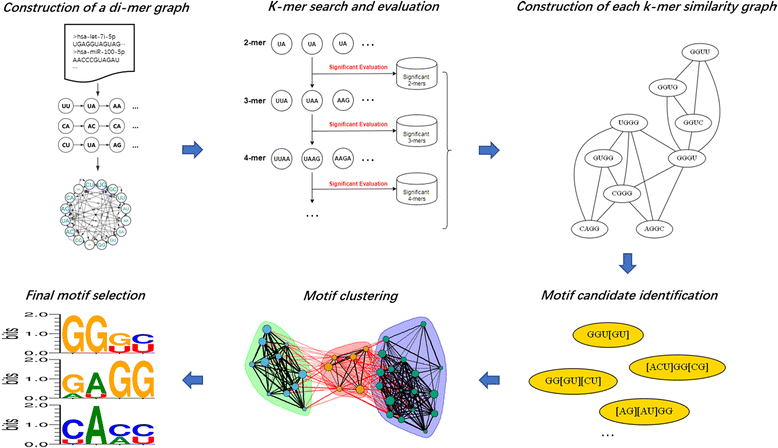 Construction of a di-mer graph
>hsa-let-7i-5p
UGAGGUAGUAG···
>hsa-miR-100-5p
AACCCGUAGAU
...
UU UA AA ...
CA AC CA ...
CU UA AG ...
K-mer search and evaluation
2-mer UA UA UA ...
Significant Evaluation
Significant
2-mers
3-mer UUA UAA AAG ...
Significant Evaluation
Significant
3-mers
4-mer UUAA UAAG AAGA ...
Significant Evaluation
Significant
4-mers
...
Construction of each k-mer similarity graph
GGUU
GGUG
UGGG GGUC
GUGG GGGU
CGGG
CAGG AGGC
Final motif selection
2.0
bits
1.0
0.0
GGGC
UU
2.0
bits
1.0
0.0
GAGG
AU
2.0
bits
1.0
0.0
CACC
Motif clustering
Motif candidate identification
GGU[GU]
[ACU]GG[CG]
GG[GU][CU]
[AG][AU]GG
...